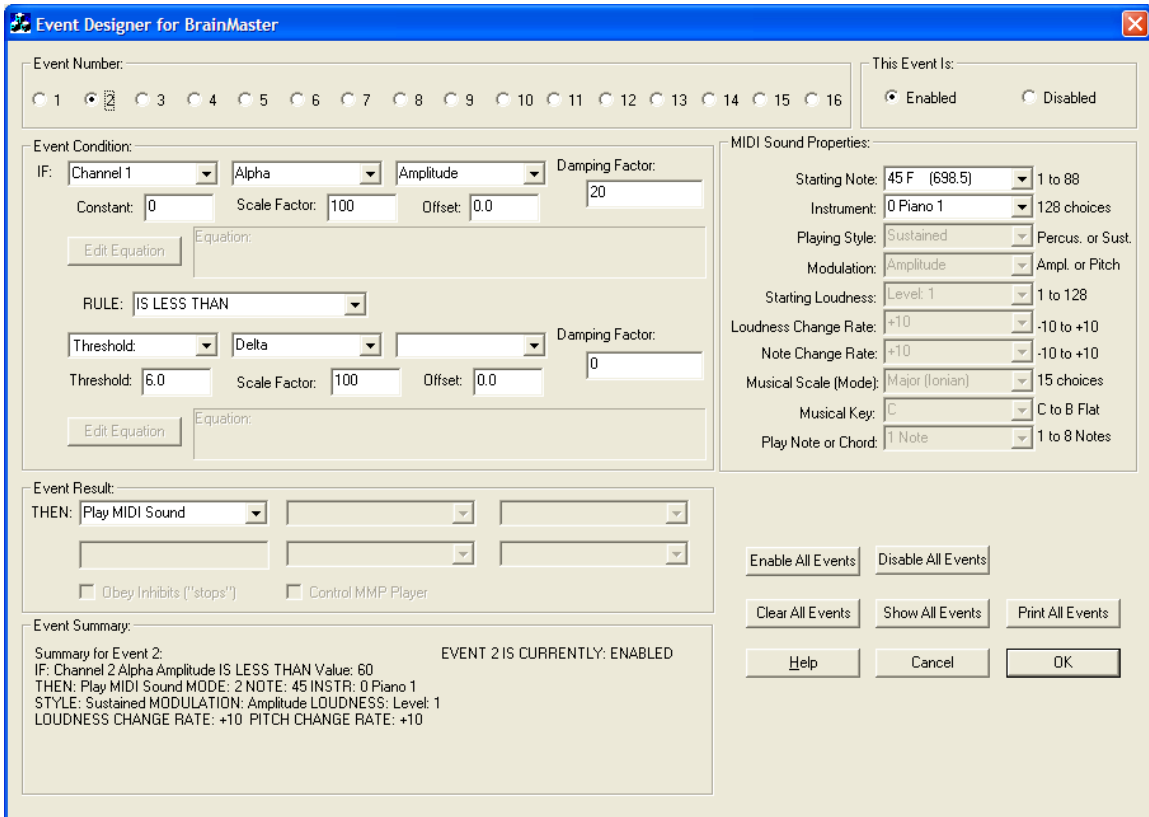 Event Designer for BrainMaster
Event Number:
1 2 3 4 5 6 7 8 9 10 11 12 13 14 15 16
This Event Is:
Enabled Disabled
Event Condition:
IF: Channel 1 Alpha Amplitude Damping Factor: 20
Constant: 0 Scale Factor: 100 Offset: 0.0
Edit Equation Equation:
RULE: IS LESS THAN
Threshold: Delta Damping Factor: 0
Threshold: 6.0 Scale Factor: 100 Offset: 0.0
Edit Equation Equation:
MIDI Sound Properties:
Starting Note: 45 F (698.5) 1 to 88
Instrument: 0 Piano 1 128 choices
Playing Style: Sustained Percus. or Sust.
Modulation: Amplitude Ampl. or Pitch
Starting Loudness: Level: 1 1 to 128
Loudness Change Rate: +10 -10 to +10
Note Change Rate: +10 -10 to +10
Musical Scale (Mode): Major (Ionian) 15 choices
Musical Key: C C to B Flat
Play Note or Chord: 1 Note 1 to 8 Notes
Event Result:
THEN: Play MIDI Sound
Obey Inhibits ("stops") Control MMP Player
Enable All Events Disable All Events
Clear All Events Show All Events Print All Events
Help Cancel OK
Event Summary:
Summary for Event 2: EVENT 2 IS CURRENTLY: ENABLED
IF: Channel 2 Alpha Amplitude IS LESS THAN Value: 60
THEN: Play MIDI Sound MODE: 2 NOTE: 45 INSTR: 0 Piano 1
STYLE: Sustained MODULATION: Amplitude LOUDNESS: Level: 1
LOUDNESS CHANGE RATE: +10 PITCH CHANGE RATE: +10